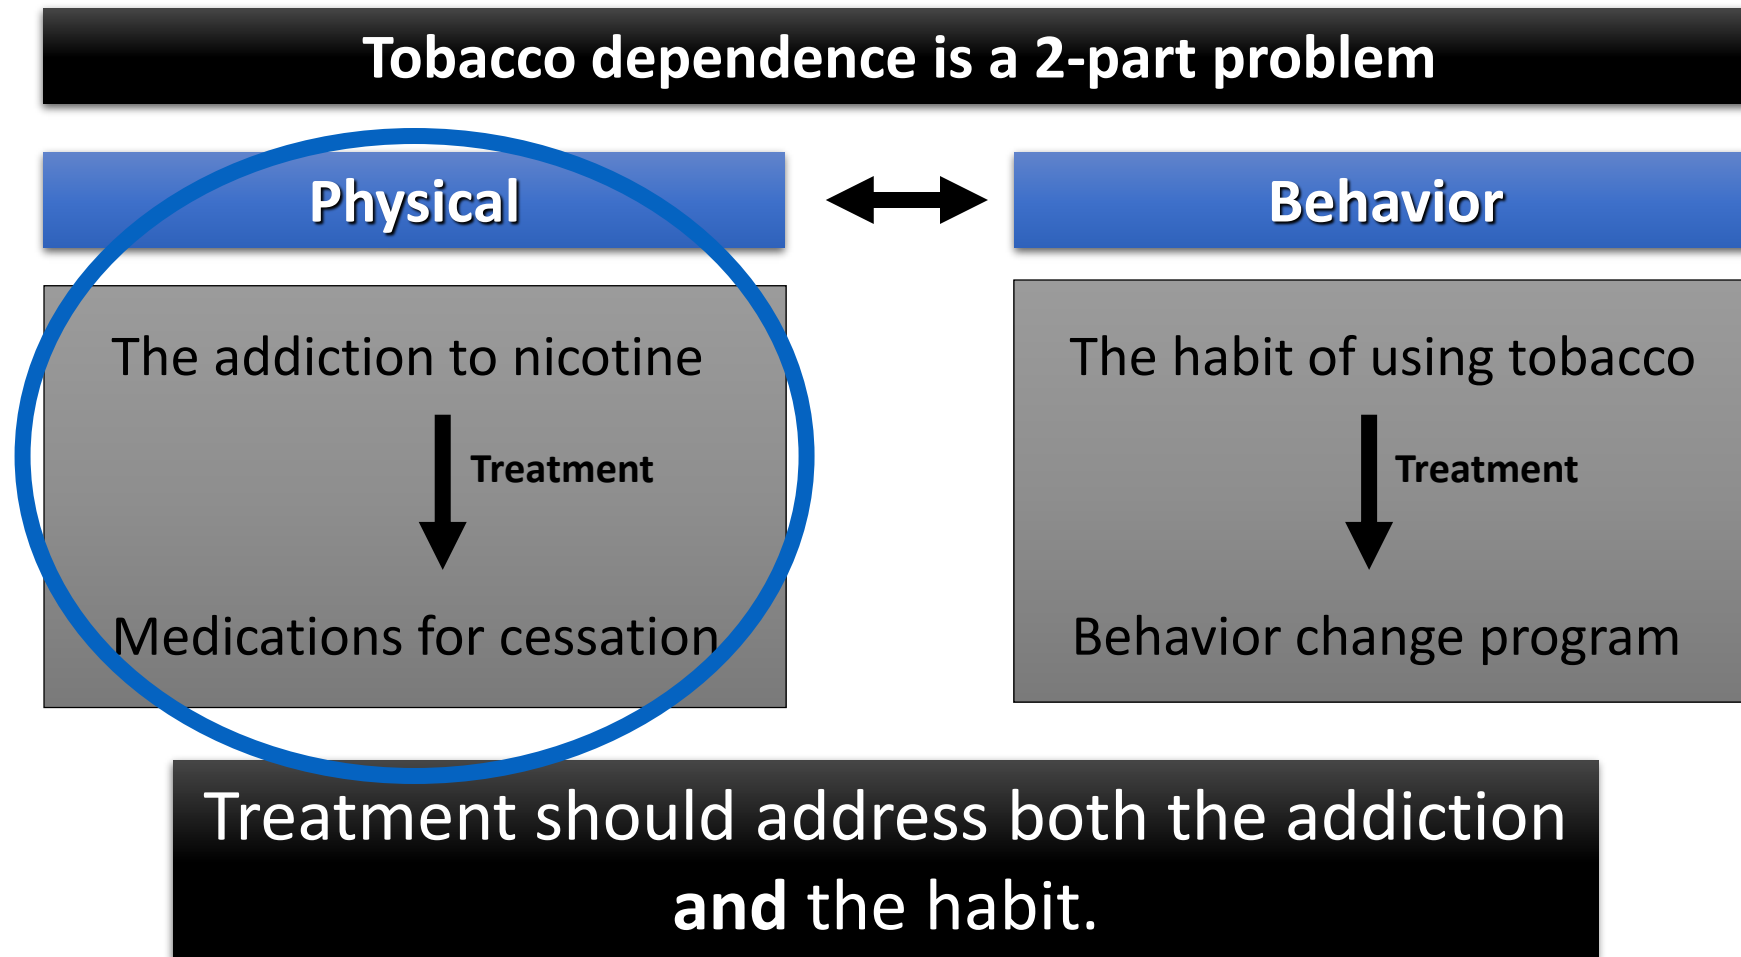 Tobacco dependence is a 2-part problem
Physical
Behavior
The addiction to nicotine
Treatment
Medications for cessation
The habit of using tobacco
Treatment
Behavior change program
Treatment should address both the addiction
and the habit.